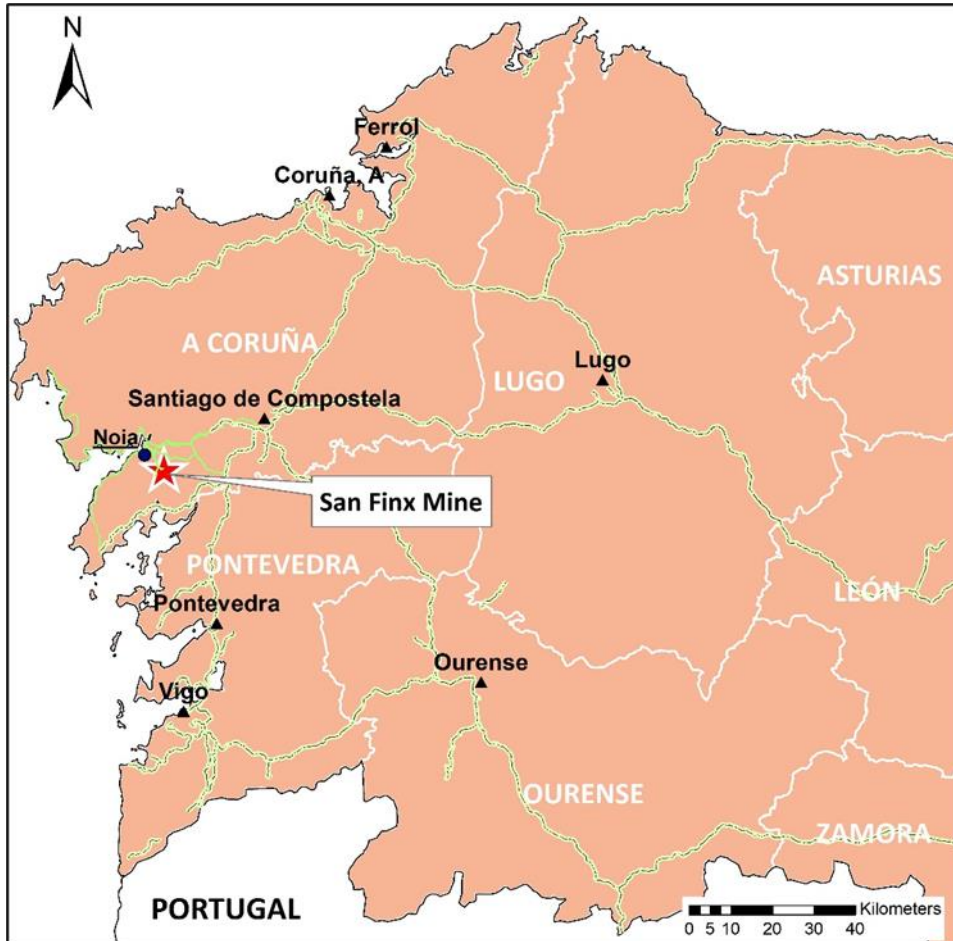 N
Ferrol
Coruña, A
ASTURIAS
A CORUÑA
Lugo
LUGO
Santiago de Compostela
Noia
San Finx Mine
PONTEVEDRA
LEÓN
Pontevedra
Ourense
Vigo
OURENSE
ZAMORA
PORTUGAL
Kilometers
0 5 10 20 30 40